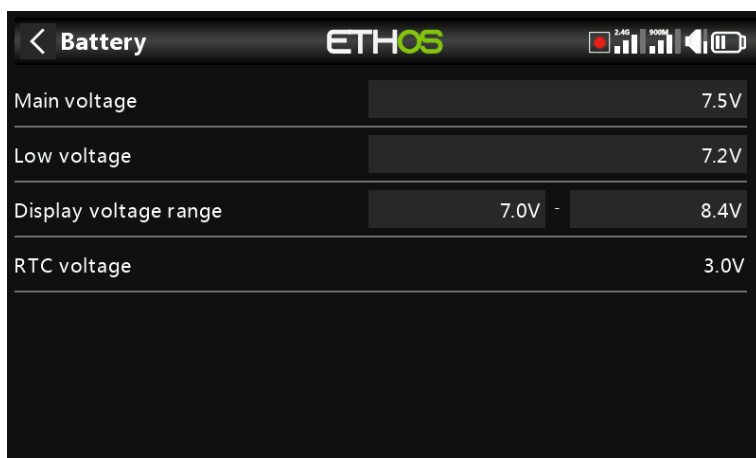 Battery ETHOS 2.4G 900M
Main voltage 7.5V
Low voltage 7.2V
Display voltage range 7.0V - 8.4V
RTC voltage 3.0V